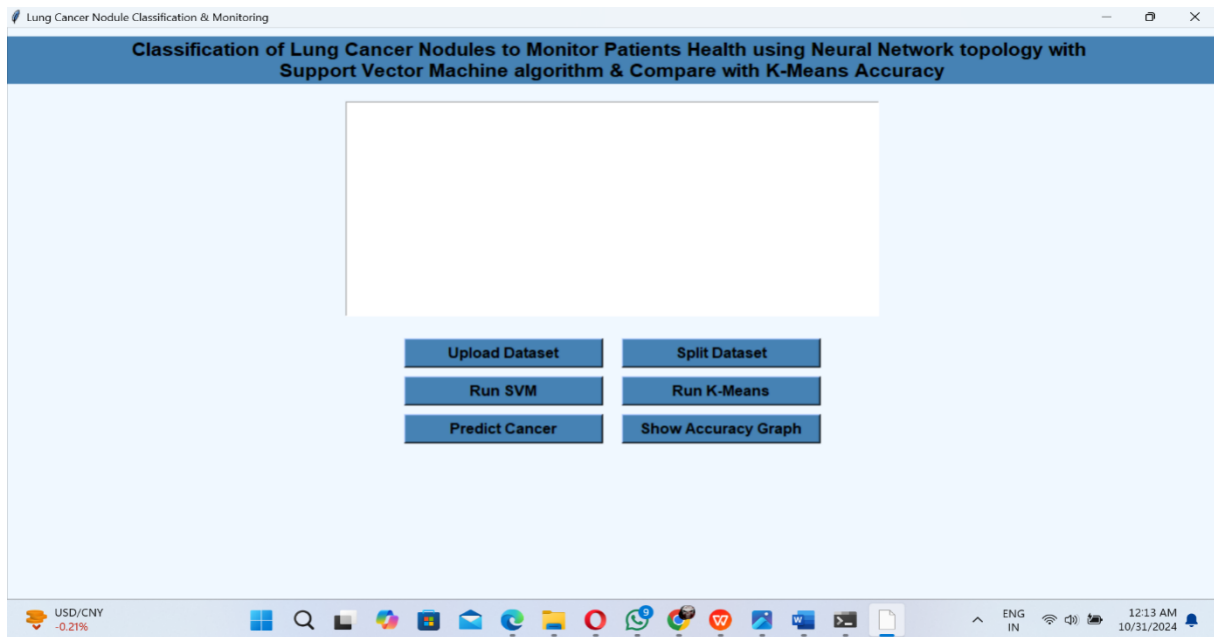 Lung Cancer Nodule Classification & Monitoring
Classification of Lung Cancer Nodules to Monitor Patients Health using Neural Network topology with
Support Vector Machine algorithm & Compare with K-Means Accuracy
Upload Dataset
Split Dataset
Run SVM
Run K-Means
Predict Cancer
Show Accuracy Graph
USD/CNY
-0.21%
9
W
ENG
IN
12:13 AM
10/31/2024